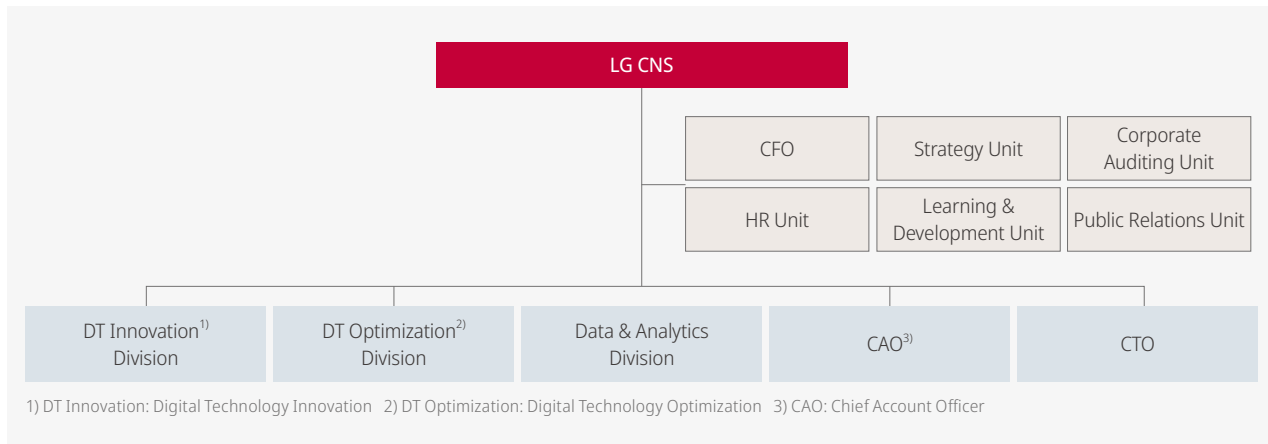 LG CNS
CFO
Strategy Unit
Corporate
Auditing Unit
HR Unit
Learning &
Development Unit
Public Relations Unit
DT Innovation1)
Division
DT Optimization2)
Division
Data & Analytics
Division
CAO3)
CTO
1) DT Innovation: Digital Technology Innovation 2) DT Optimization: Digital Technology Optimization 3) CAO: Chief Account Officer